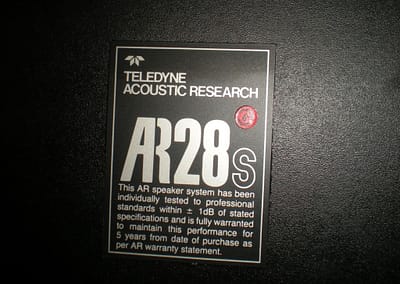 TELEDYNE
ACOUSTIC RESEARCH
AR28s
This AR speaker system has been
individually tested to professional
standards within ± 1dB of stated
specifications and is fully warranted
to maintain this performance for
5 years from date of purchase as
per AR warranty statement.